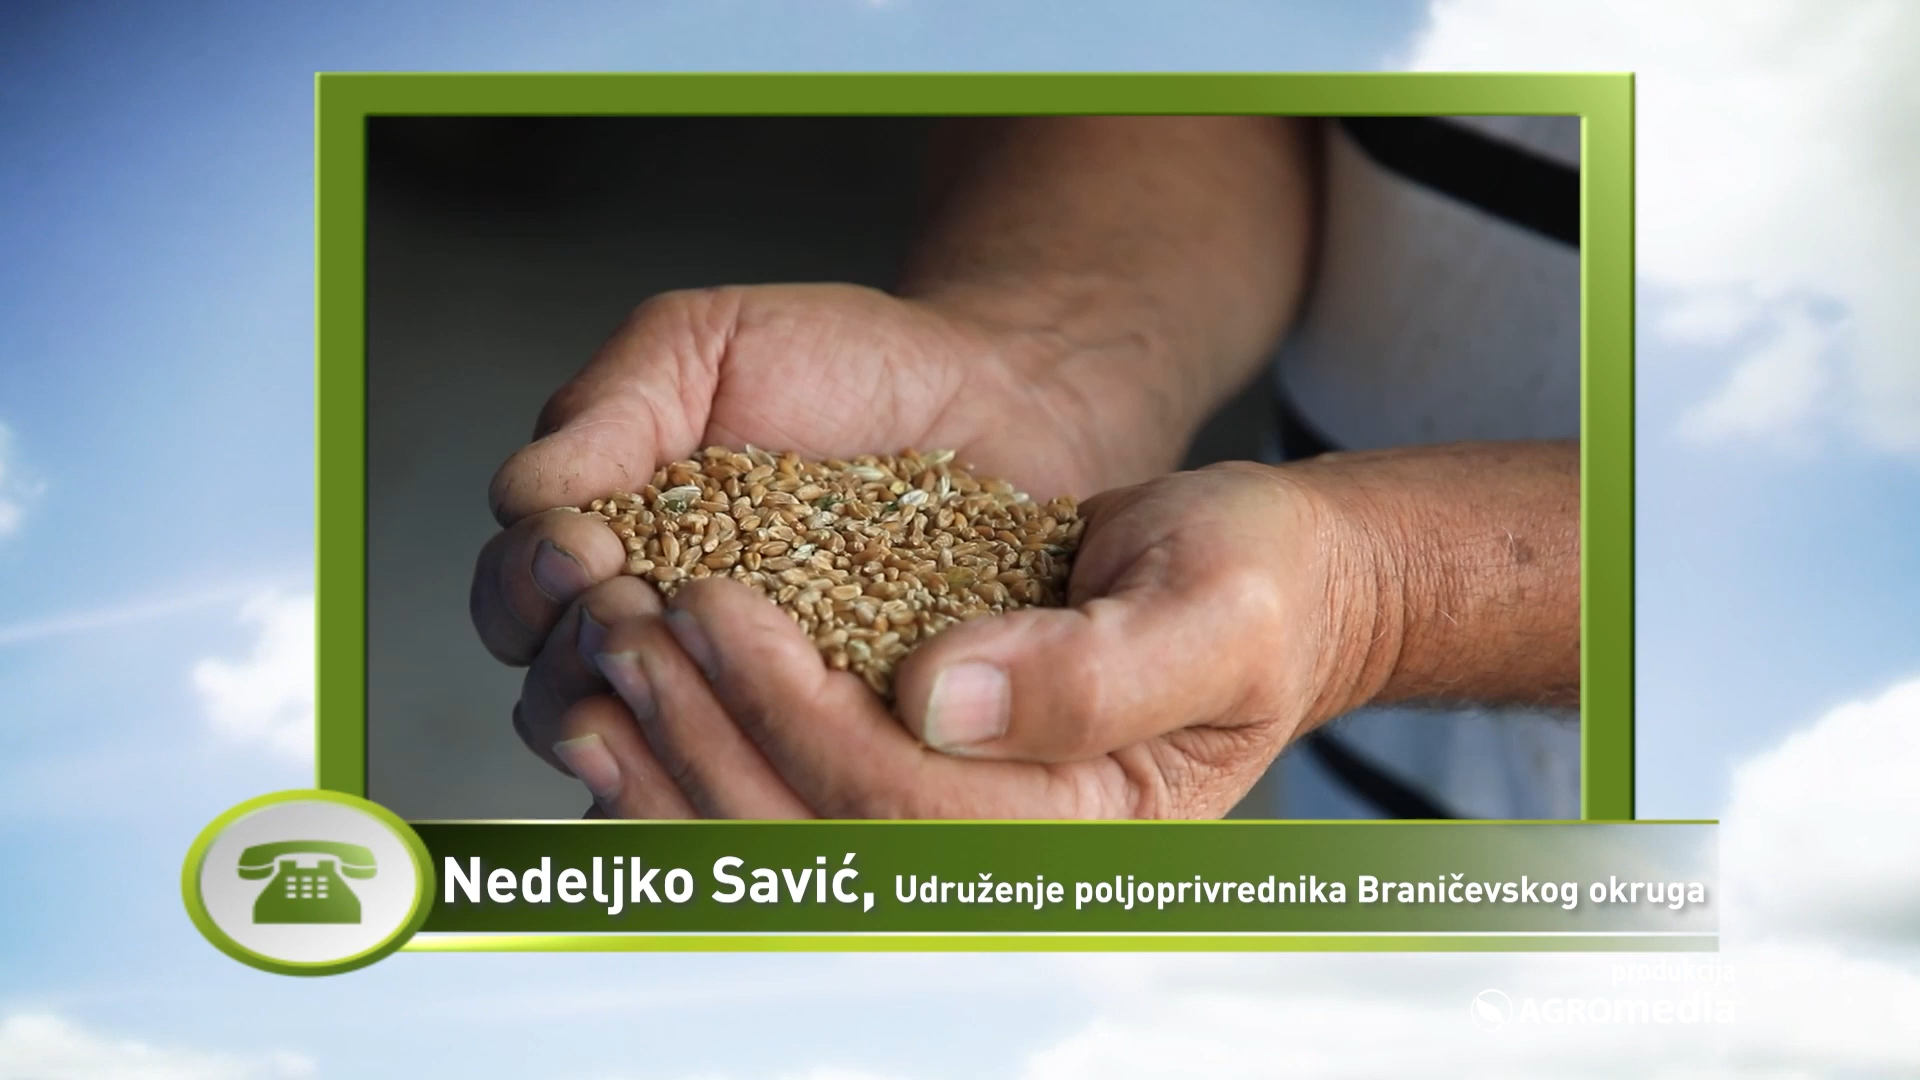 Nedeljko Savić, Udruženje poljoprivrednika Braničevskog okruga
produkcija
AGROmedia